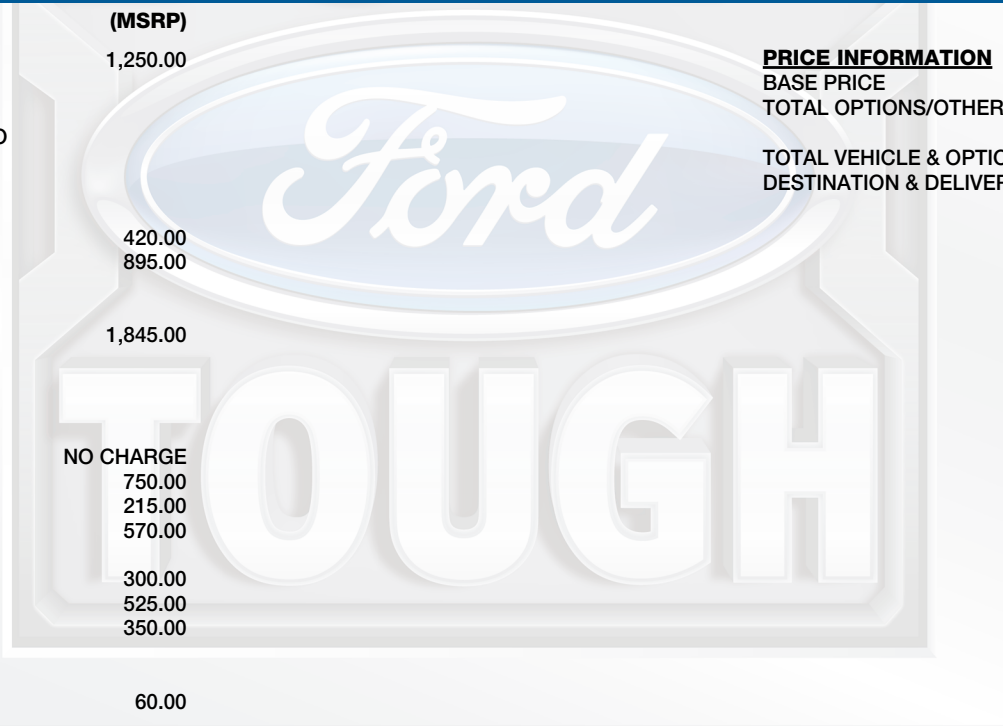 (MSRP)
1,250.00
O
420.00
895.00
1,845.00
NO CHARGE
750.00
215.00
570.00
300.00
525.00
350.00
60.00
PRICE INFORMATION
BASE PRICE
TOTAL OPTIONS/OTHER
TOTAL VEHICLE & OPTIO
DESTINATION & DELIVER
Ford
TOUGH